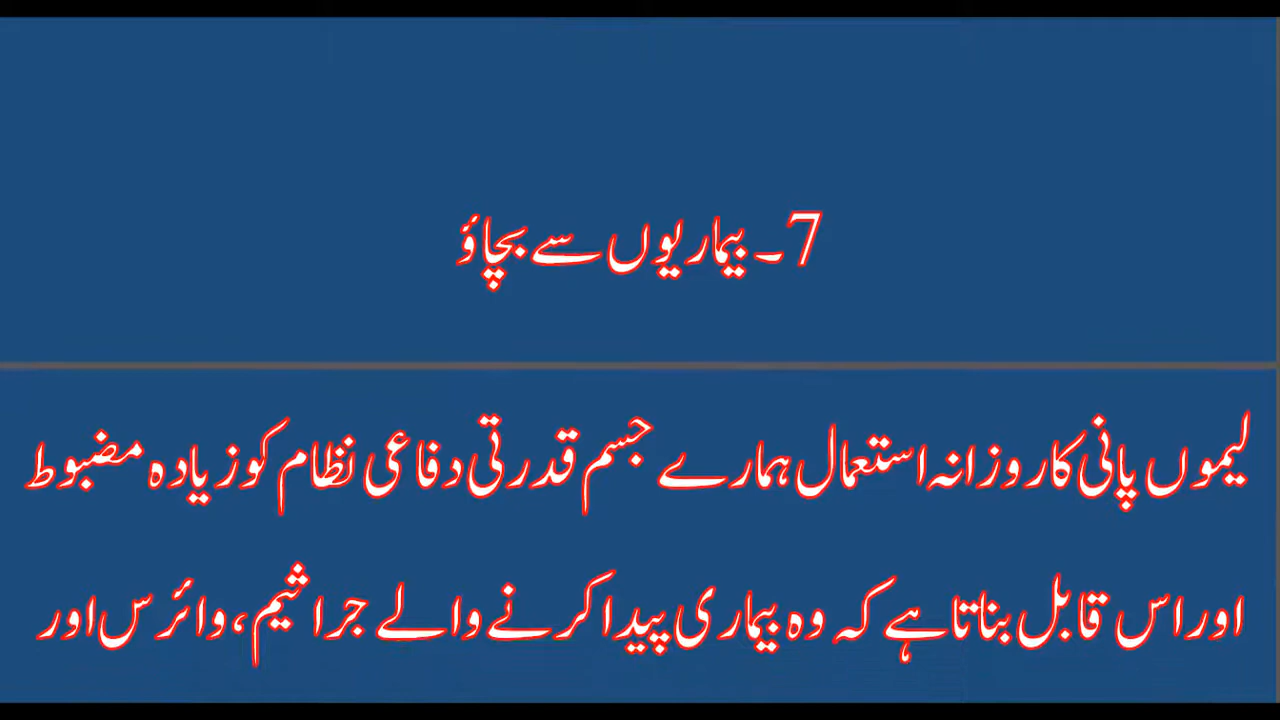 7۔ بیماریوں سے بچاؤ
لیموں پانی کا روزانہ استعمال ہمارے جسم قدرتی دفاعی نظام کو زیادہ مضبوط
اور اس قابل بناتا ہے کہ وہ بیماری پیدا کرنے والے جراثیم، وائرس اور